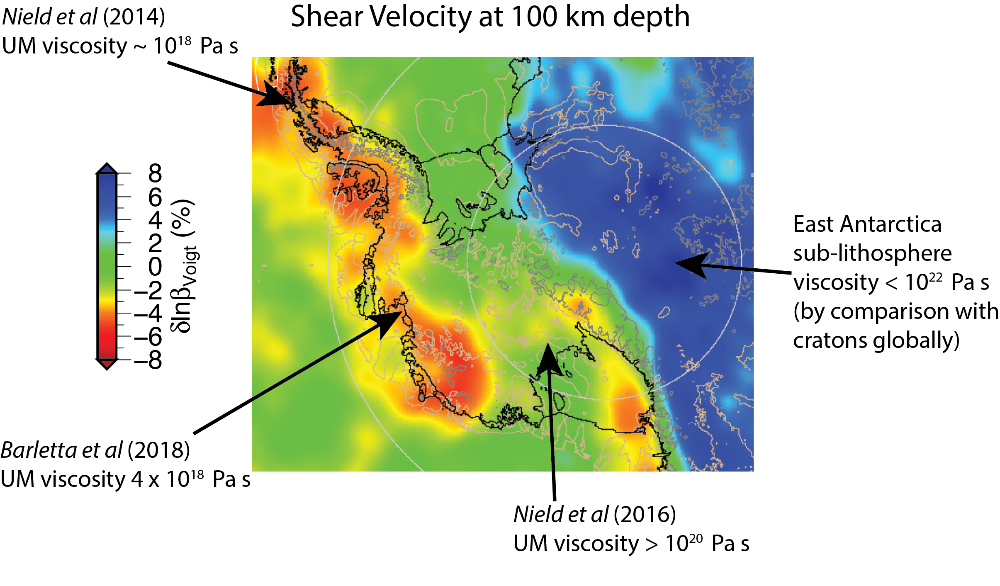 Nield et al (2014)
UM viscosity ~ 10¹⁸ Pa s
Shear Velocity at 100 km depth
8
6
4
2
0
−2
−4
−6
−8
δlnβVoigt (%)
East Antarctica
sub-lithosphere
viscosity < 10²² Pa s
(by comparison with
cratons globally)
Barletta et al (2018)
UM viscosity 4 x 10¹⁸ Pa s
Nield et al (2016)
UM viscosity > 10²⁰ Pa s